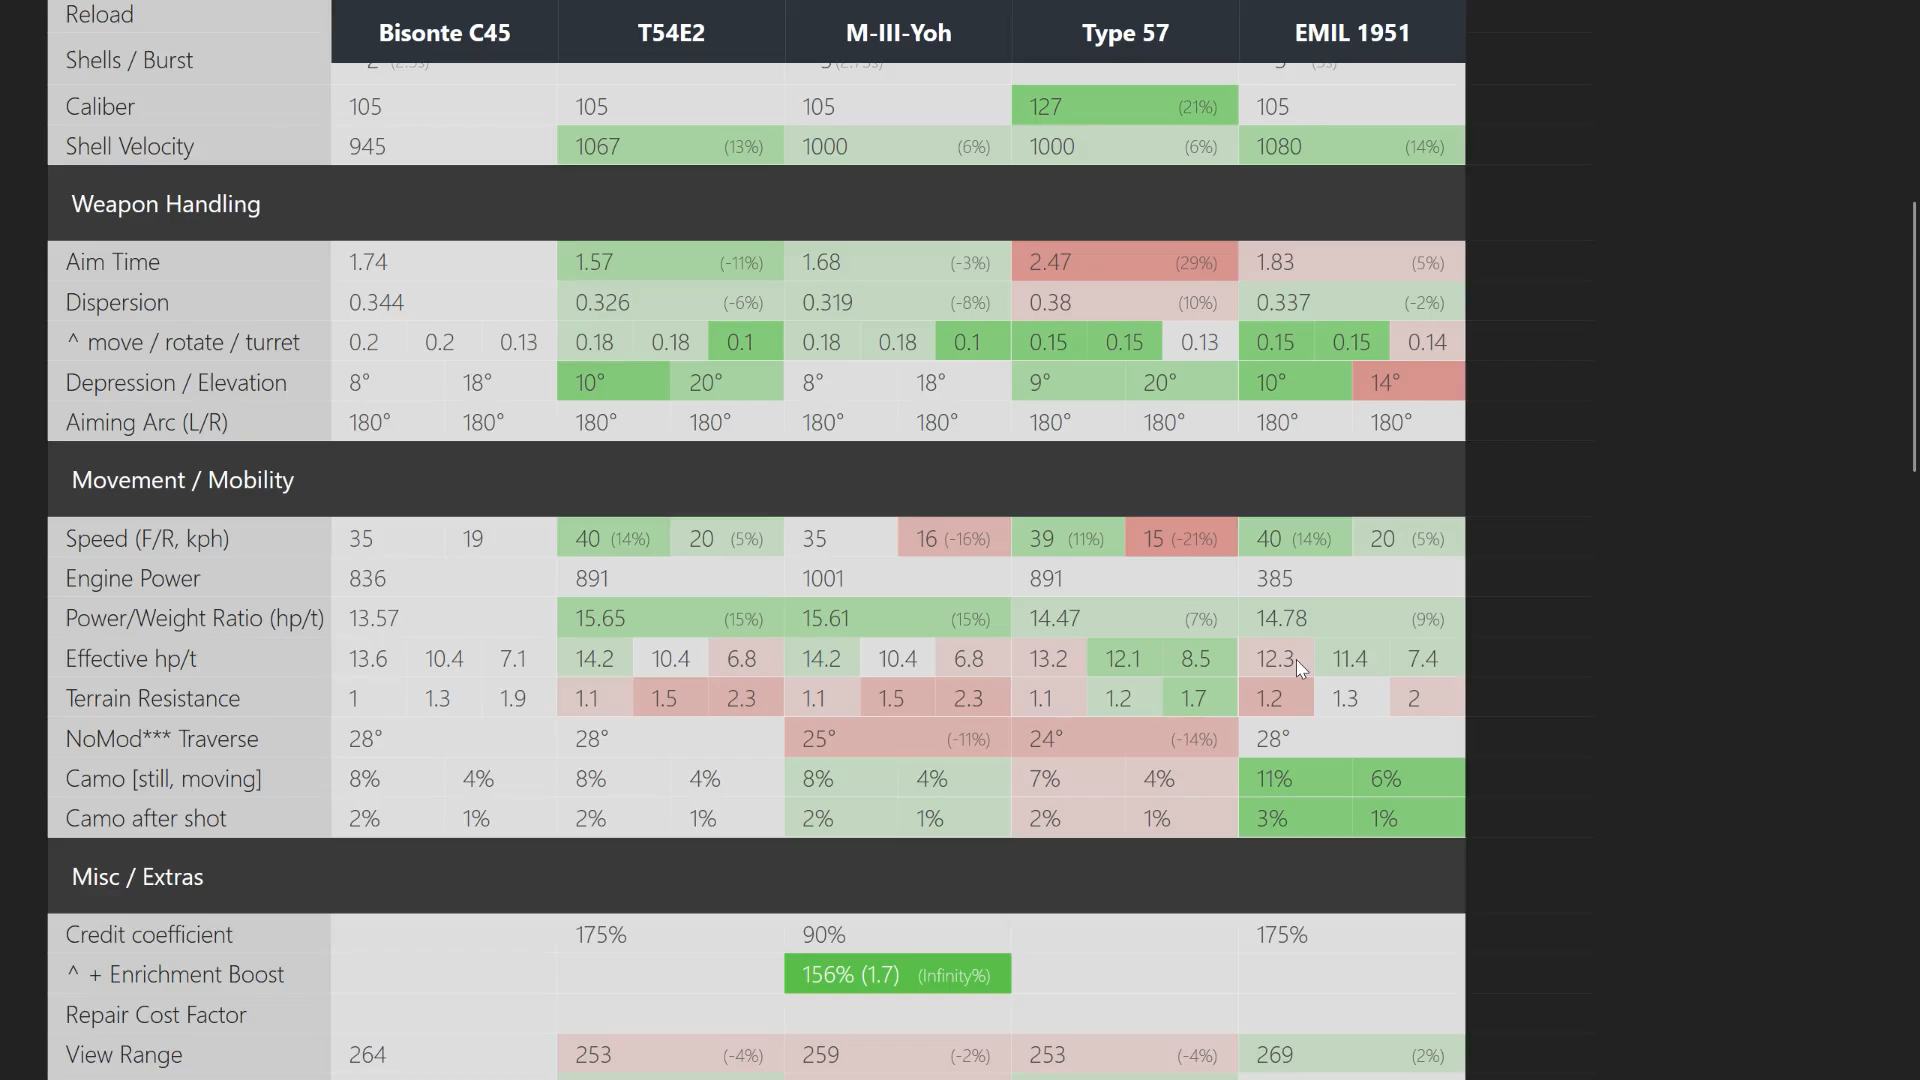 Reload Bisonte C45 T54E2 M-III-Yoh Type 57 EMIL 1951
Shells / Burst 2 (2.5s) 3 (2.75s) 3 (3s)
Caliber 105 105 105 127 (21%) 105
Shell Velocity 945 1067 (13%) 1000 (6%) 1000 (6%) 1080 (14%)
Weapon Handling
Aim Time 1.74 1.57 (-11%) 1.68 (-3%) 2.47 (29%) 1.83 (5%)
Dispersion 0.344 0.326 (-6%) 0.319 (-8%) 0.38 (10%) 0.337 (-2%)
^ move / rotate / turret 0.2 0.2 0.13 0.18 0.18 0.1 0.18 0.18 0.1 0.15 0.15 0.13 0.15 0.15 0.14
Depression / Elevation 8° 18° 10° 20° 8° 18° 9° 20° 10° 14°
Aiming Arc (L/R) 180° 180° 180° 180° 180° 180° 180° 180° 180° 180°
Movement / Mobility
Speed (F/R, kph) 35 19 40 (14%) 20 (5%) 35 16 (-16%) 39 (11%) 15 (-21%) 40 (14%) 20 (5%)
Engine Power 836 891 1001 891 385
Power/Weight Ratio (hp/t) 13.57 15.65 (15%) 15.61 (15%) 14.47 (7%) 14.78 (9%)
Effective hp/t 13.6 10.4 7.1 14.2 10.4 6.8 14.2 10.4 6.8 13.2 12.1 8.5 12.3 11.4 7.4
Terrain Resistance 1 1.3 1.9 1.1 1.5 2.3 1.1 1.5 2.3 1.1 1.2 1.7 1.2 1.3 2
NoMod*** Traverse 28° 28° 25° (-11%) 24° (-14%) 28°
Camo [still, moving] 8% 4% 8% 4% 8% 4% 7% 4% 11% 6%
Camo after shot 2% 1% 2% 1% 2% 1% 2% 1% 3% 1%
Misc / Extras
Credit coefficient 175% 90% 175%
^ + Enrichment Boost 156% (1.7) (Infinity%)
Repair Cost Factor
View Range 264 253 (-4%) 259 (-2%) 253 (-4%) 269 (2%)